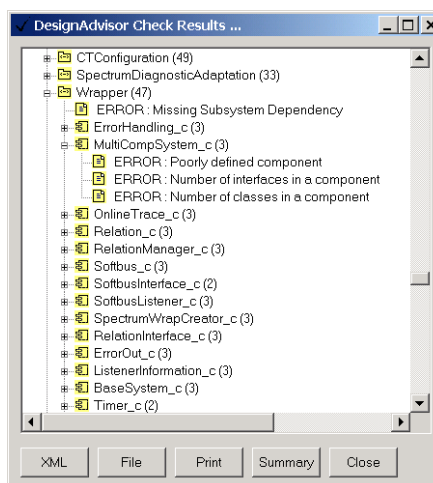 DesignAdvisor Check Results ...
CTConfiguration (49)
SpectrumDiagnosticAdaptation (33)
Wrapper (47)
ERROR : Missing Subsystem Dependency
ErrorHandling_c (3)
MultiCompSystem_c (3)
ERROR : Poorly defined component
ERROR : Number of interfaces in a component
ERROR : Number of classes in a component
OnlineTrace_c (3)
Relation_c (3)
RelationManager_c (3)
Softbus_c (3)
SoftbusInterface_c (2)
SoftbusListener_c (3)
SpectrumWrapCreator_c (3)
RelationInterface_c (3)
ErrorOut_c (3)
ListenerInformation_c (3)
BaseSystem_c (3)
Timer_c (2)
XML File Print Summary Close